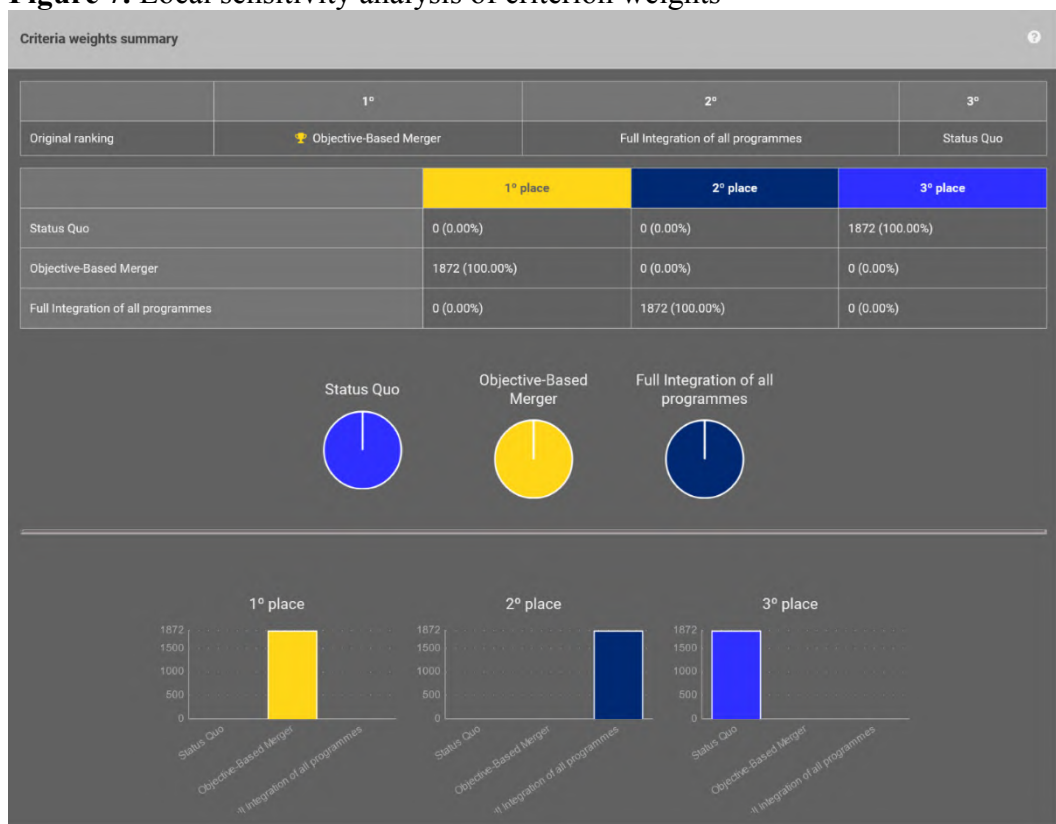 Figure 7. Local sensitivity analysis of criterion weights
Criteria weights summary
?
1º 2º 3º
Original ranking Objective-Based Merger Full Integration of all programmes Status Quo
1º place 2º place 3º place
Status Quo 0 (0.00%) 0 (0.00%) 1872 (100.00%)
Objective-Based Merger 1872 (100.00%) 0 (0.00%) 0 (0.00%)
Full Integration of all programmes 0 (0.00%) 1872 (100.00%) 0 (0.00%)
Status Quo
Objective-Based
Merger
Full Integration of all
programmes
1º place
1872
1500
1000
500
0
Status Quo
Objective-Based Merger
ll Integration of all programmes
2º place
1872
1500
1000
500
0
Status Quo
Objective-Based Merger
ll Integration of all programmes
3º place
1872
1500
1000
500
0
Status Quo
Objective-Based Merger
ll Integration of all programmes